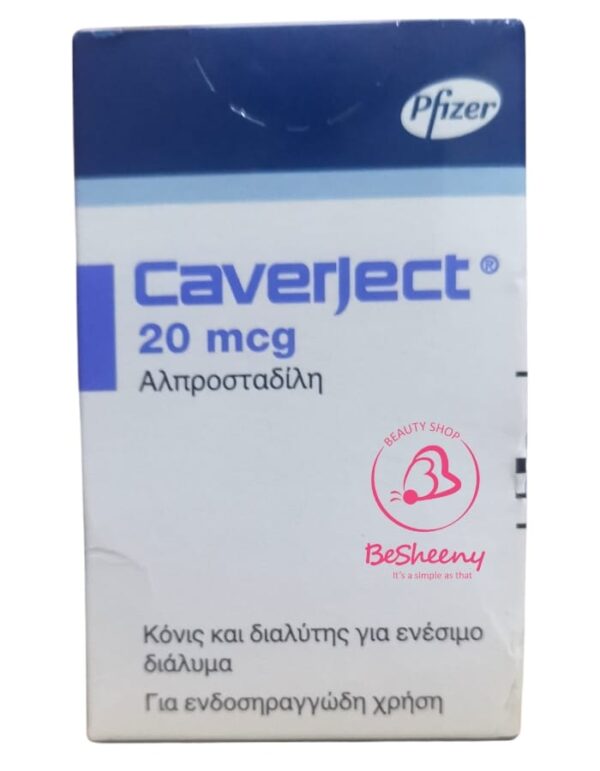 Pfizer
Caverject®
20 mcg
Αλπροσταδίλη
BEAUTY SHOP
BeSheeny
It's a simple as that
Κόνις και διαλύτης για ενέσιμο
διάλυμα
Για ενδοσηραγγώδη χρήση